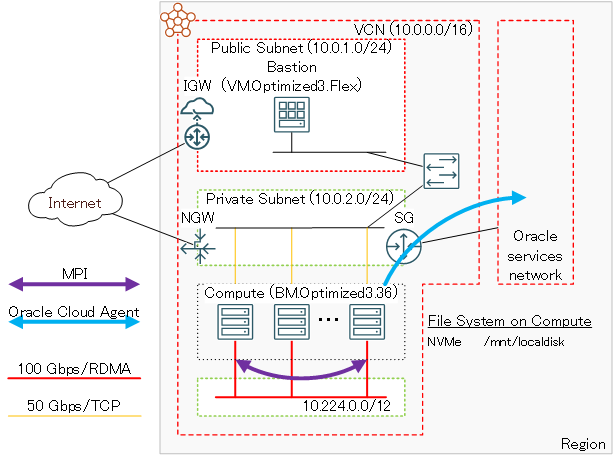 VCN (10.0.0.0/16)
Public Subnet (10.0.1.0/24)
Bastion
IGW (VM.Optimized3.Flex)
Internet
Private Subnet (10.0.2.0/24)
NGW
SG
Oracle
services
network
MPI
Oracle Cloud Agent
100 Gbps/RDMA
50 Gbps/TCP
Compute (BM.Optimized3.36)
...
10.224.0.0/12
File System on Compute
NVMe /mnt/localdisk
Region